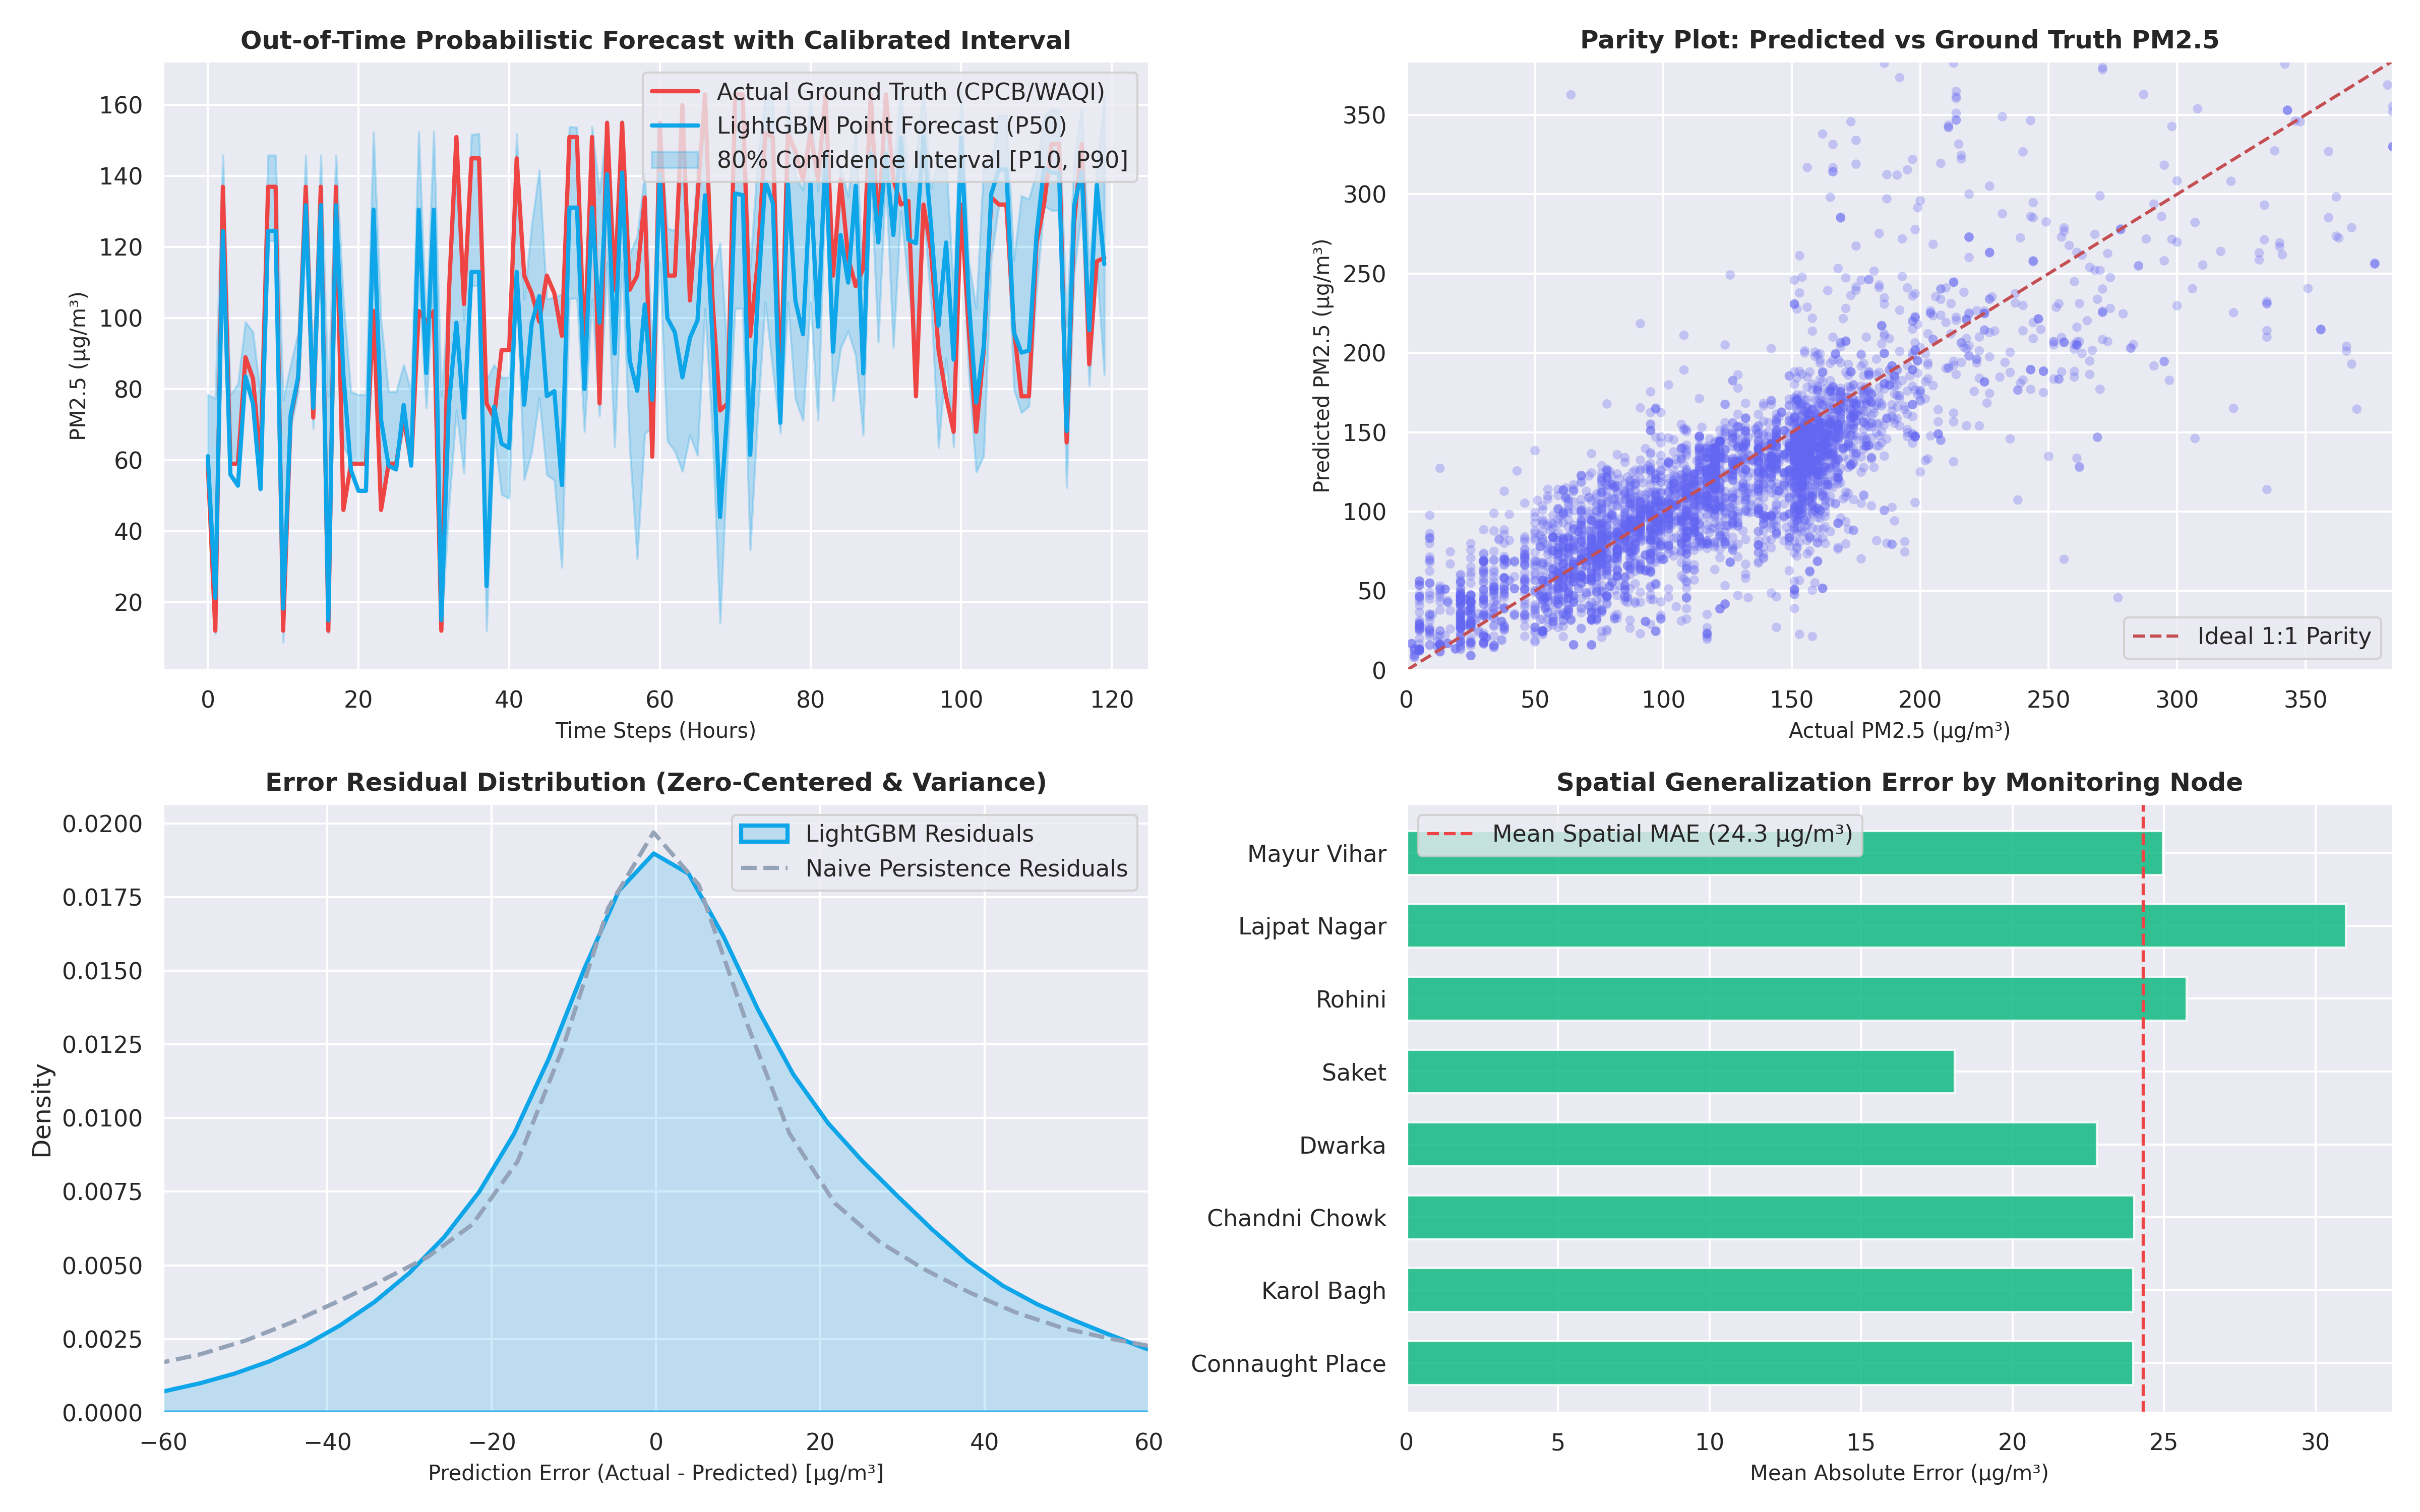 Out-of-Time Probabilistic Forecast with Calibrated Interval
PM2.5 (µg/m³)
160
140
120
100
80
60
40
20
Actual Ground Truth (CPCB/WAQI)
LightGBM Point Forecast (P50)
80% Confidence Interval [P10, P90]
0 20 40 60 80 100 120
Time Steps (Hours)
Parity Plot: Predicted vs Ground Truth PM2.5
Predicted PM2.5 (µg/m³)
350
300
250
200
150
100
50
0
Ideal 1:1 Parity
0 50 100 150 200 250 300 350
Actual PM2.5 (µg/m³)
Error Residual Distribution (Zero-Centered & Variance)
Density
0.0200
0.0175
0.0150
0.0125
0.0100
0.0075
0.0050
0.0025
0.0000
LightGBM Residuals
Naive Persistence Residuals
−60 −40 −20 0 20 40 60
Prediction Error (Actual - Predicted) [µg/m³]
Spatial Generalization Error by Monitoring Node
Mean Spatial MAE (24.3 µg/m³)
Mayur Vihar
Lajpat Nagar
Rohini
Saket
Dwarka
Chandni Chowk
Karol Bagh
Connaught Place
0 5 10 15 20 25 30
Mean Absolute Error (µg/m³)